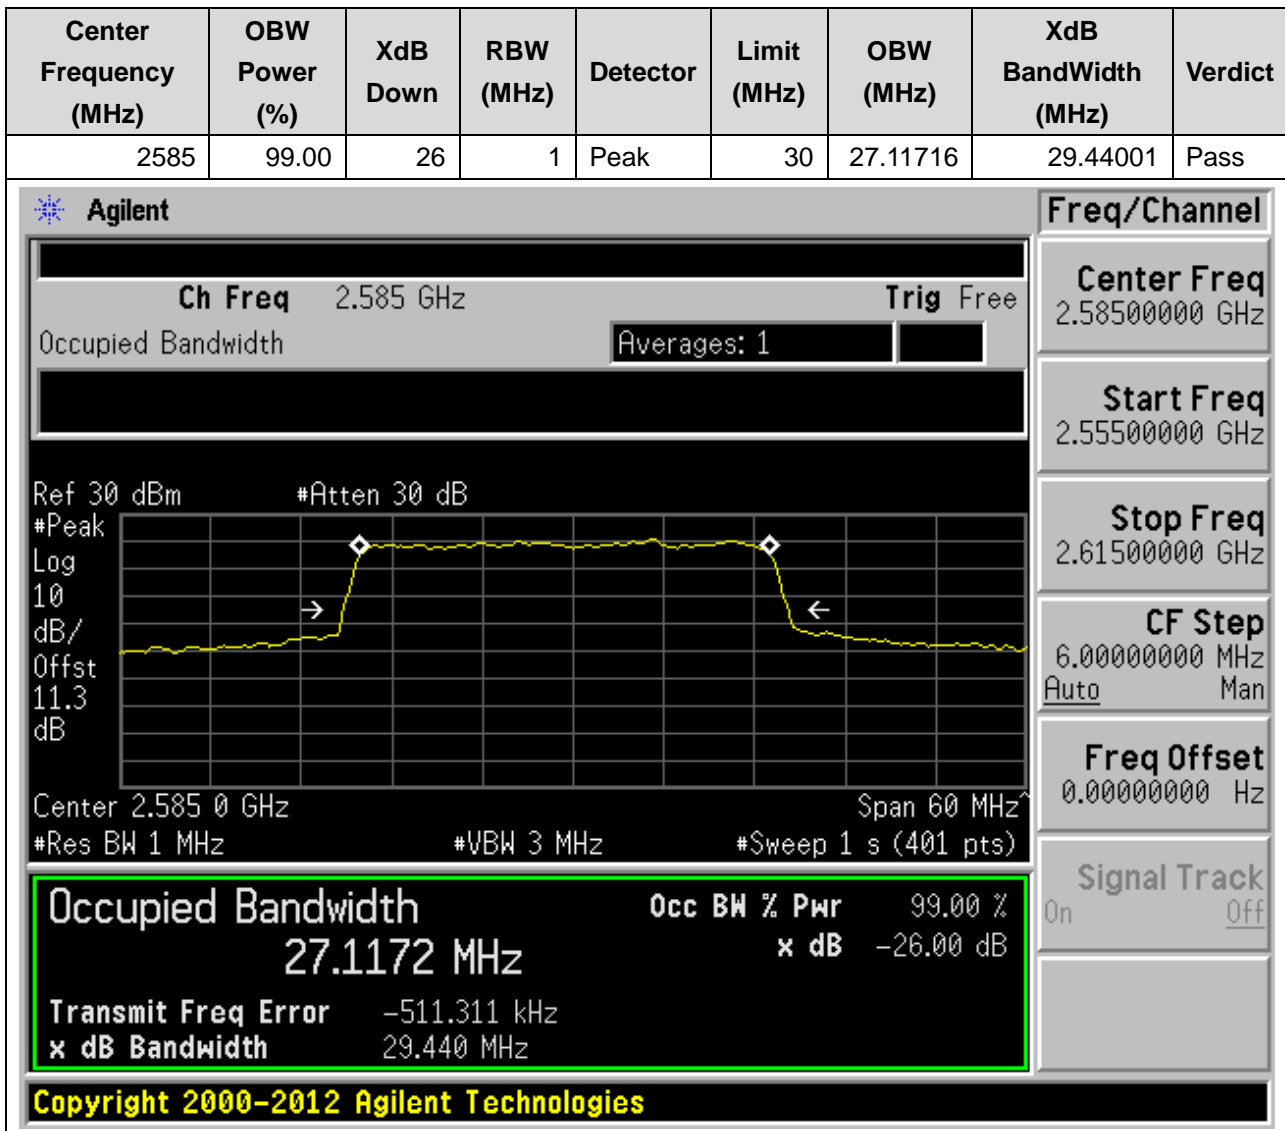 Center Frequency (MHz) | OBW Power (%) | XdB Down | RBW (MHz) | Detector | Limit (MHz) | OBW (MHz) | XdB BandWidth (MHz) | Verdict
2585 | 99.00 | 26 | 1 | Peak | 30 | 27.11716 | 29.44001 | Pass
Agilent
Freq/Channel
Ch Freq 2.585 GHz Trig Free
Occupied Bandwidth Averages: 1
Center Freq
2.58500000 GHz
Start Freq
2.55500000 GHz
Stop Freq
2.61500000 GHz
CF Step
6.00000000 MHz
Auto Man
Freq Offset
0.00000000 Hz
Signal Track
On Off
Ref 30 dBm #Atten 30 dB
#Peak
Log
10
dB/
Offst
11.3
dB
Center 2.585 0 GHz Span 60 MHz^
#Res BW 1 MHz #VBW 3 MHz #Sweep 1 s (401 pts)
Occupied Bandwidth
27.1172 MHz
Occ BW % Pwr 99.00 %
x dB -26.00 dB
Transmit Freq Error -511.311 kHz
x dB Bandwidth 29.440 MHz
Copyright 2000-2012 Agilent Technologies